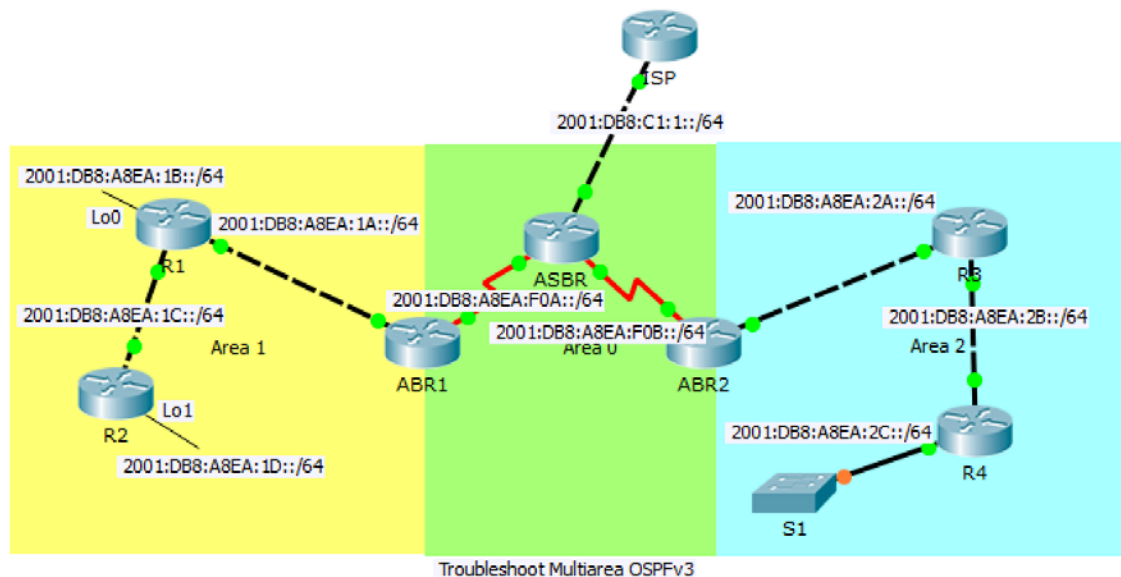 ISP
2001:DB8:C1:1::/64
2001:DB8:A8EA:1B::/64
Lo0
R1
2001:DB8:A8EA:1A::/64
ASBR
2001:DB8:A8EA:2A::/64
R3
2001:DB8:A8EA:1C::/64
Area 1
2001:DB8:A8EA:F0A::/64
2001:DB8:A8EA:F0B::/64
Area 0
2001:DB8:A8EA:2B::/64
Area 2
ABR1
ABR2
R2
Lo1
2001:DB8:A8EA:1D::/64
2001:DB8:A8EA:2C::/64
R4
S1
Troubleshoot Multiarea OSPFv3